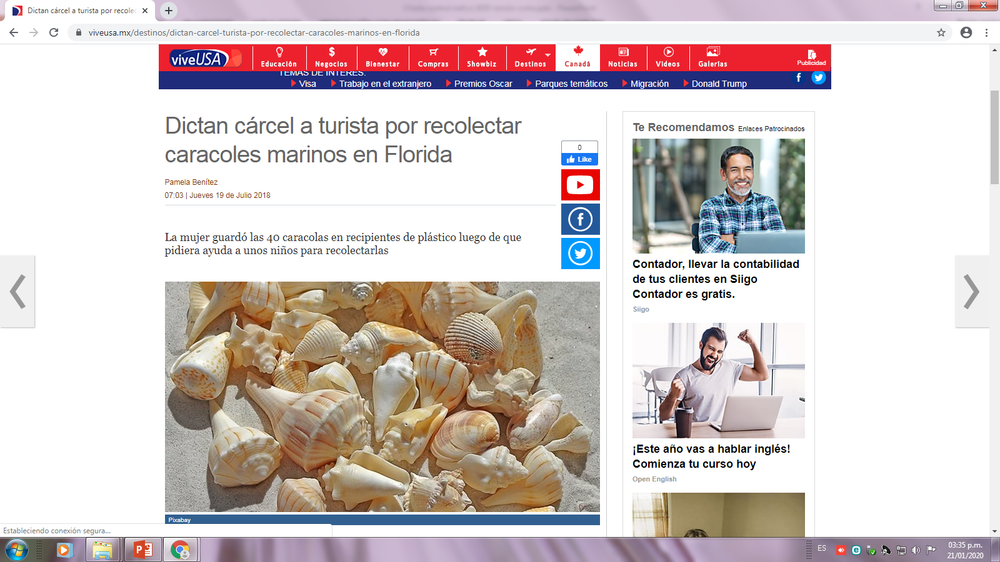 Dictan cárcel a turista por recolec
viveusa.mx/destinos/dictan-carcel-turista-por-recolectar-caracoles-marinos-en-florida
viveUSA
Educación
Negocios
Bienestar
Compras
Showbiz
Destinos
Canadá
Noticias
Videos
Galerías
Publicidad
TEMAS DE INTERÉS:
Visa
Trabajo en el extranjero
Premios Oscar
Parques temáticos
Migración
Donald Trump
Dictan cárcel a turista por recolectar
caracoles marinos en Florida
Pamela Benítez
07:03 | Jueves 19 de Julio 2018
0
Like
La mujer guardó las 40 caracolas en recipientes de plástico luego de que
pidiera ayuda a unos niños para recolectarlas
Pixabay
Te Recomendamos Enlaces Patrocinados
Contador, llevar la contabilidad
de tus clientes en Siigo
Contador es gratis.
Siigo
¡Este año vas a hablar inglés!
Comienza tu curso hoy
Open English
Estableciendo conexión segura...
ES
03:35 p.m.
21/01/2020